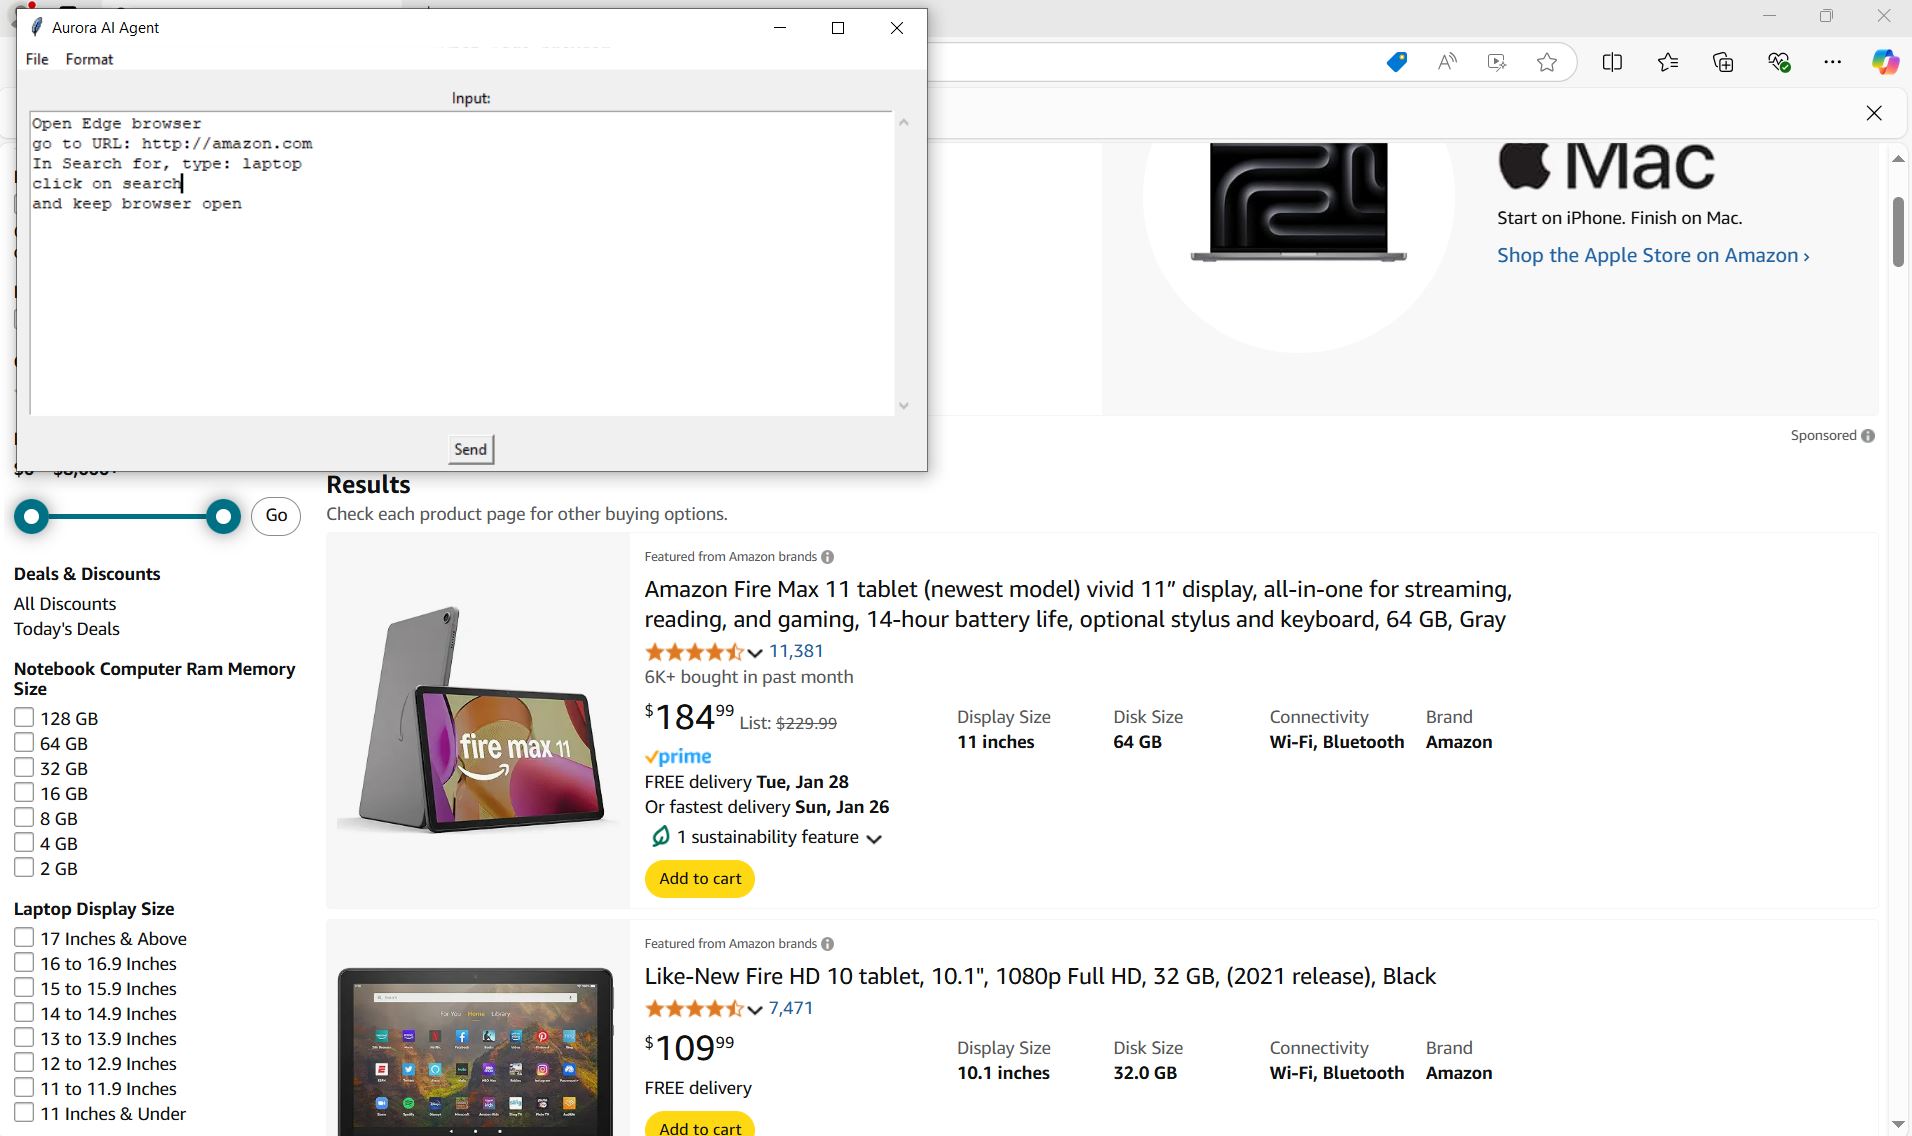 Aurora AI Agent
File Format
Input:
Open Edge browser
go to URL: http://amazon.com
In Search for, type: laptop
click on search
and keep browser open
Send
Mac
Start on iPhone. Finish on Mac.
Shop the Apple Store on Amazon ›
Sponsored
Go
Deals & Discounts
All Discounts
Today's Deals
Notebook Computer Ram Memory
Size
128 GB
64 GB
32 GB
16 GB
8 GB
4 GB
2 GB
Laptop Display Size
17 Inches & Above
16 to 16.9 Inches
15 to 15.9 Inches
14 to 14.9 Inches
13 to 13.9 Inches
12 to 12.9 Inches
11 to 11.9 Inches
11 Inches & Under
Results
Check each product page for other buying options.
fire max 11
Featured from Amazon brands
Amazon Fire Max 11 tablet (newest model) vivid 11” display, all-in-one for streaming,
reading, and gaming, 14-hour battery life, optional stylus and keyboard, 64 GB, Gray
11,381
6K+ bought in past month
$184.99 List: $229.99
prime
FREE delivery Tue, Jan 28
Or fastest delivery Sun, Jan 26
1 sustainability feature
Add to cart
Display Size Disk Size Connectivity Brand
11 inches 64 GB Wi-Fi, Bluetooth Amazon
For You Home Library
Featured from Amazon brands
Like-New Fire HD 10 tablet, 10.1", 1080p Full HD, 32 GB, (2021 release), Black
7,471
$109.99
FREE delivery
Add to cart
Display Size Disk Size Connectivity Brand
10.1 inches 32.0 GB Wi-Fi, Bluetooth Amazon